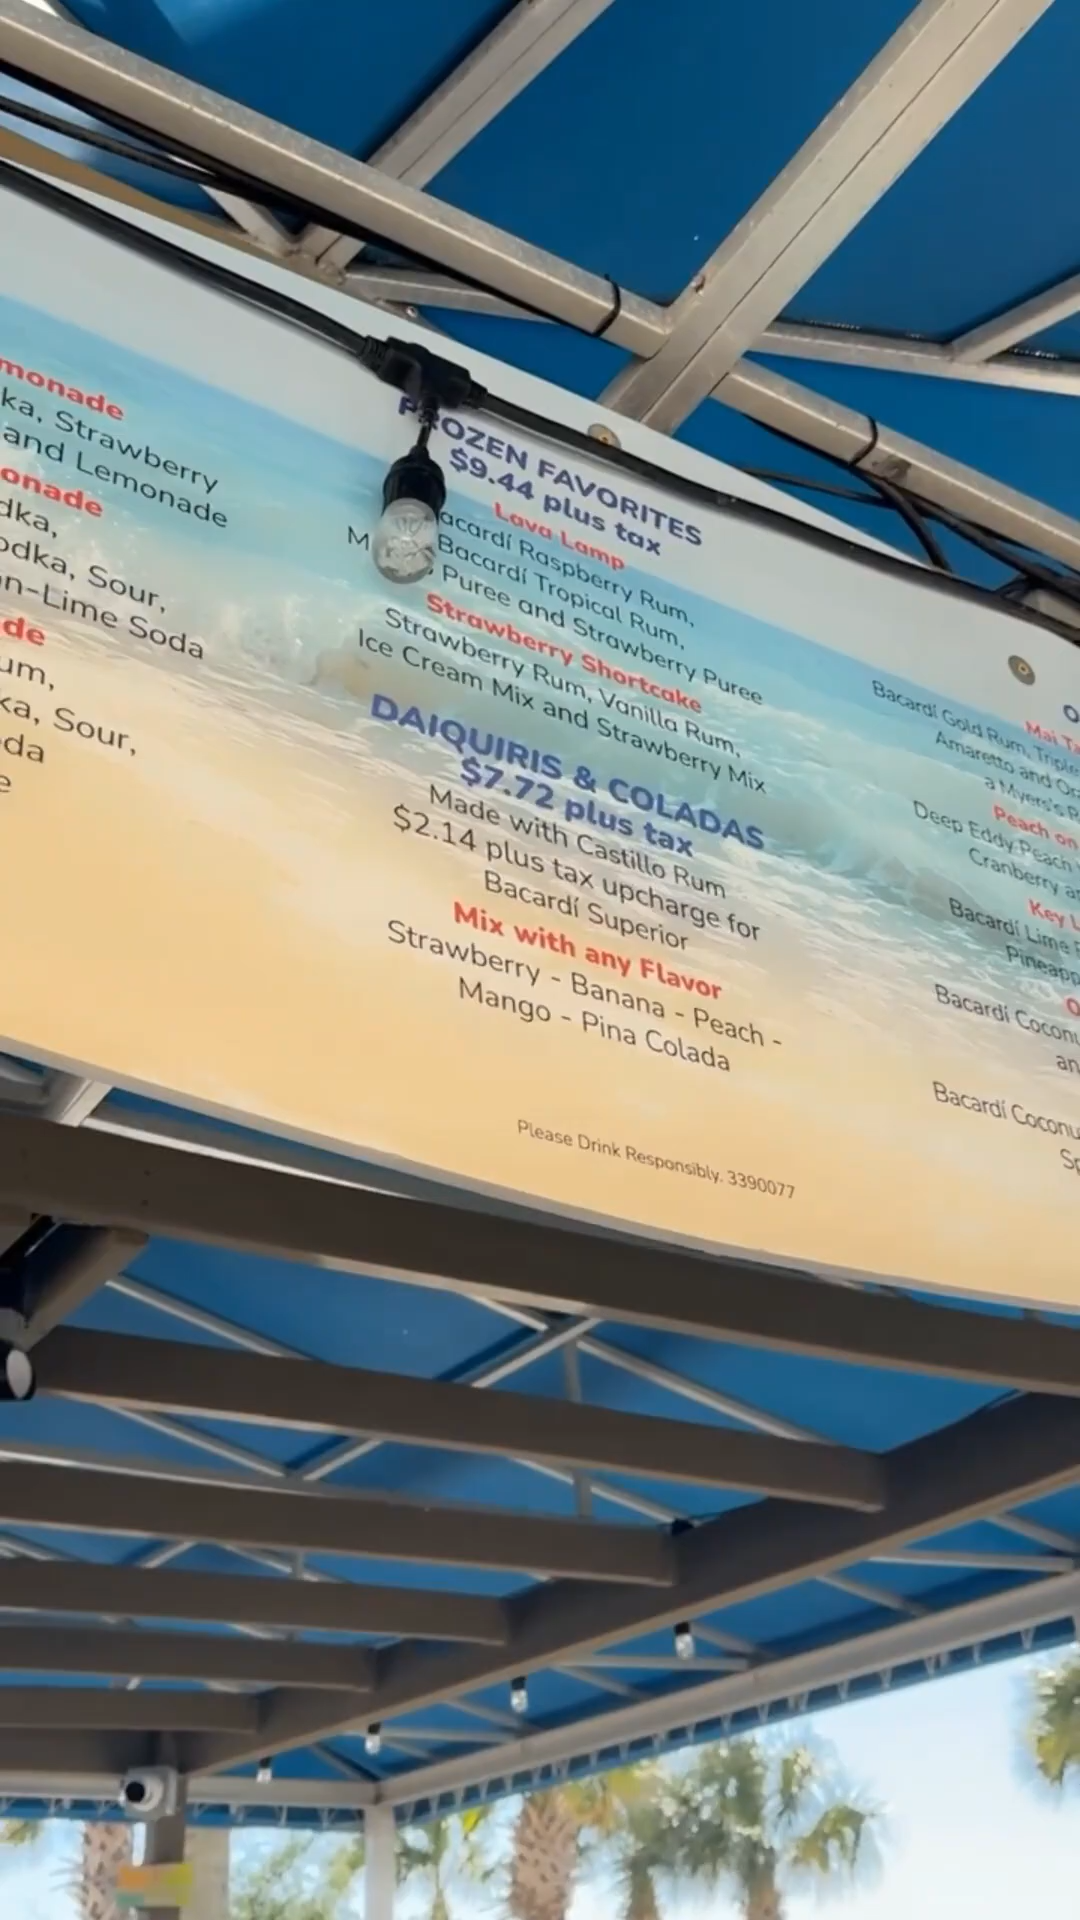 monade
ka, Strawberry
and Lemonade
onade
dka,
odka, Sour,
n-Lime Soda
de
um,
ka, Sour,
da
e
FROZEN FAVORITES
$9.44 plus tax
Lava Lamp
acardí Raspberry Rum,
Bacardí Tropical Rum,
M Puree and Strawberry Puree
Strawberry Shortcake
Strawberry Rum, Vanilla Rum,
Ice Cream Mix and Strawberry Mix
DAIQUIRIS & COLADAS
$7.72 plus tax
Made with Castillo Rum
$2.14 plus tax upcharge for
Bacardí Superior
Mix with any Flavor
Strawberry - Banana - Peach -
Mango - Pina Colada
Please Drink Responsibly. 3390077
O
Mai Ta
Bacardí Gold Rum, Triple
Amaretto and Or
a Myers's R
Peach on
Deep Eddy Peach
Cranberry a
Key L
Bacardí Lime
Pineapp
O
Bacardí Coconu
an
Bacardí Coconu
Sp